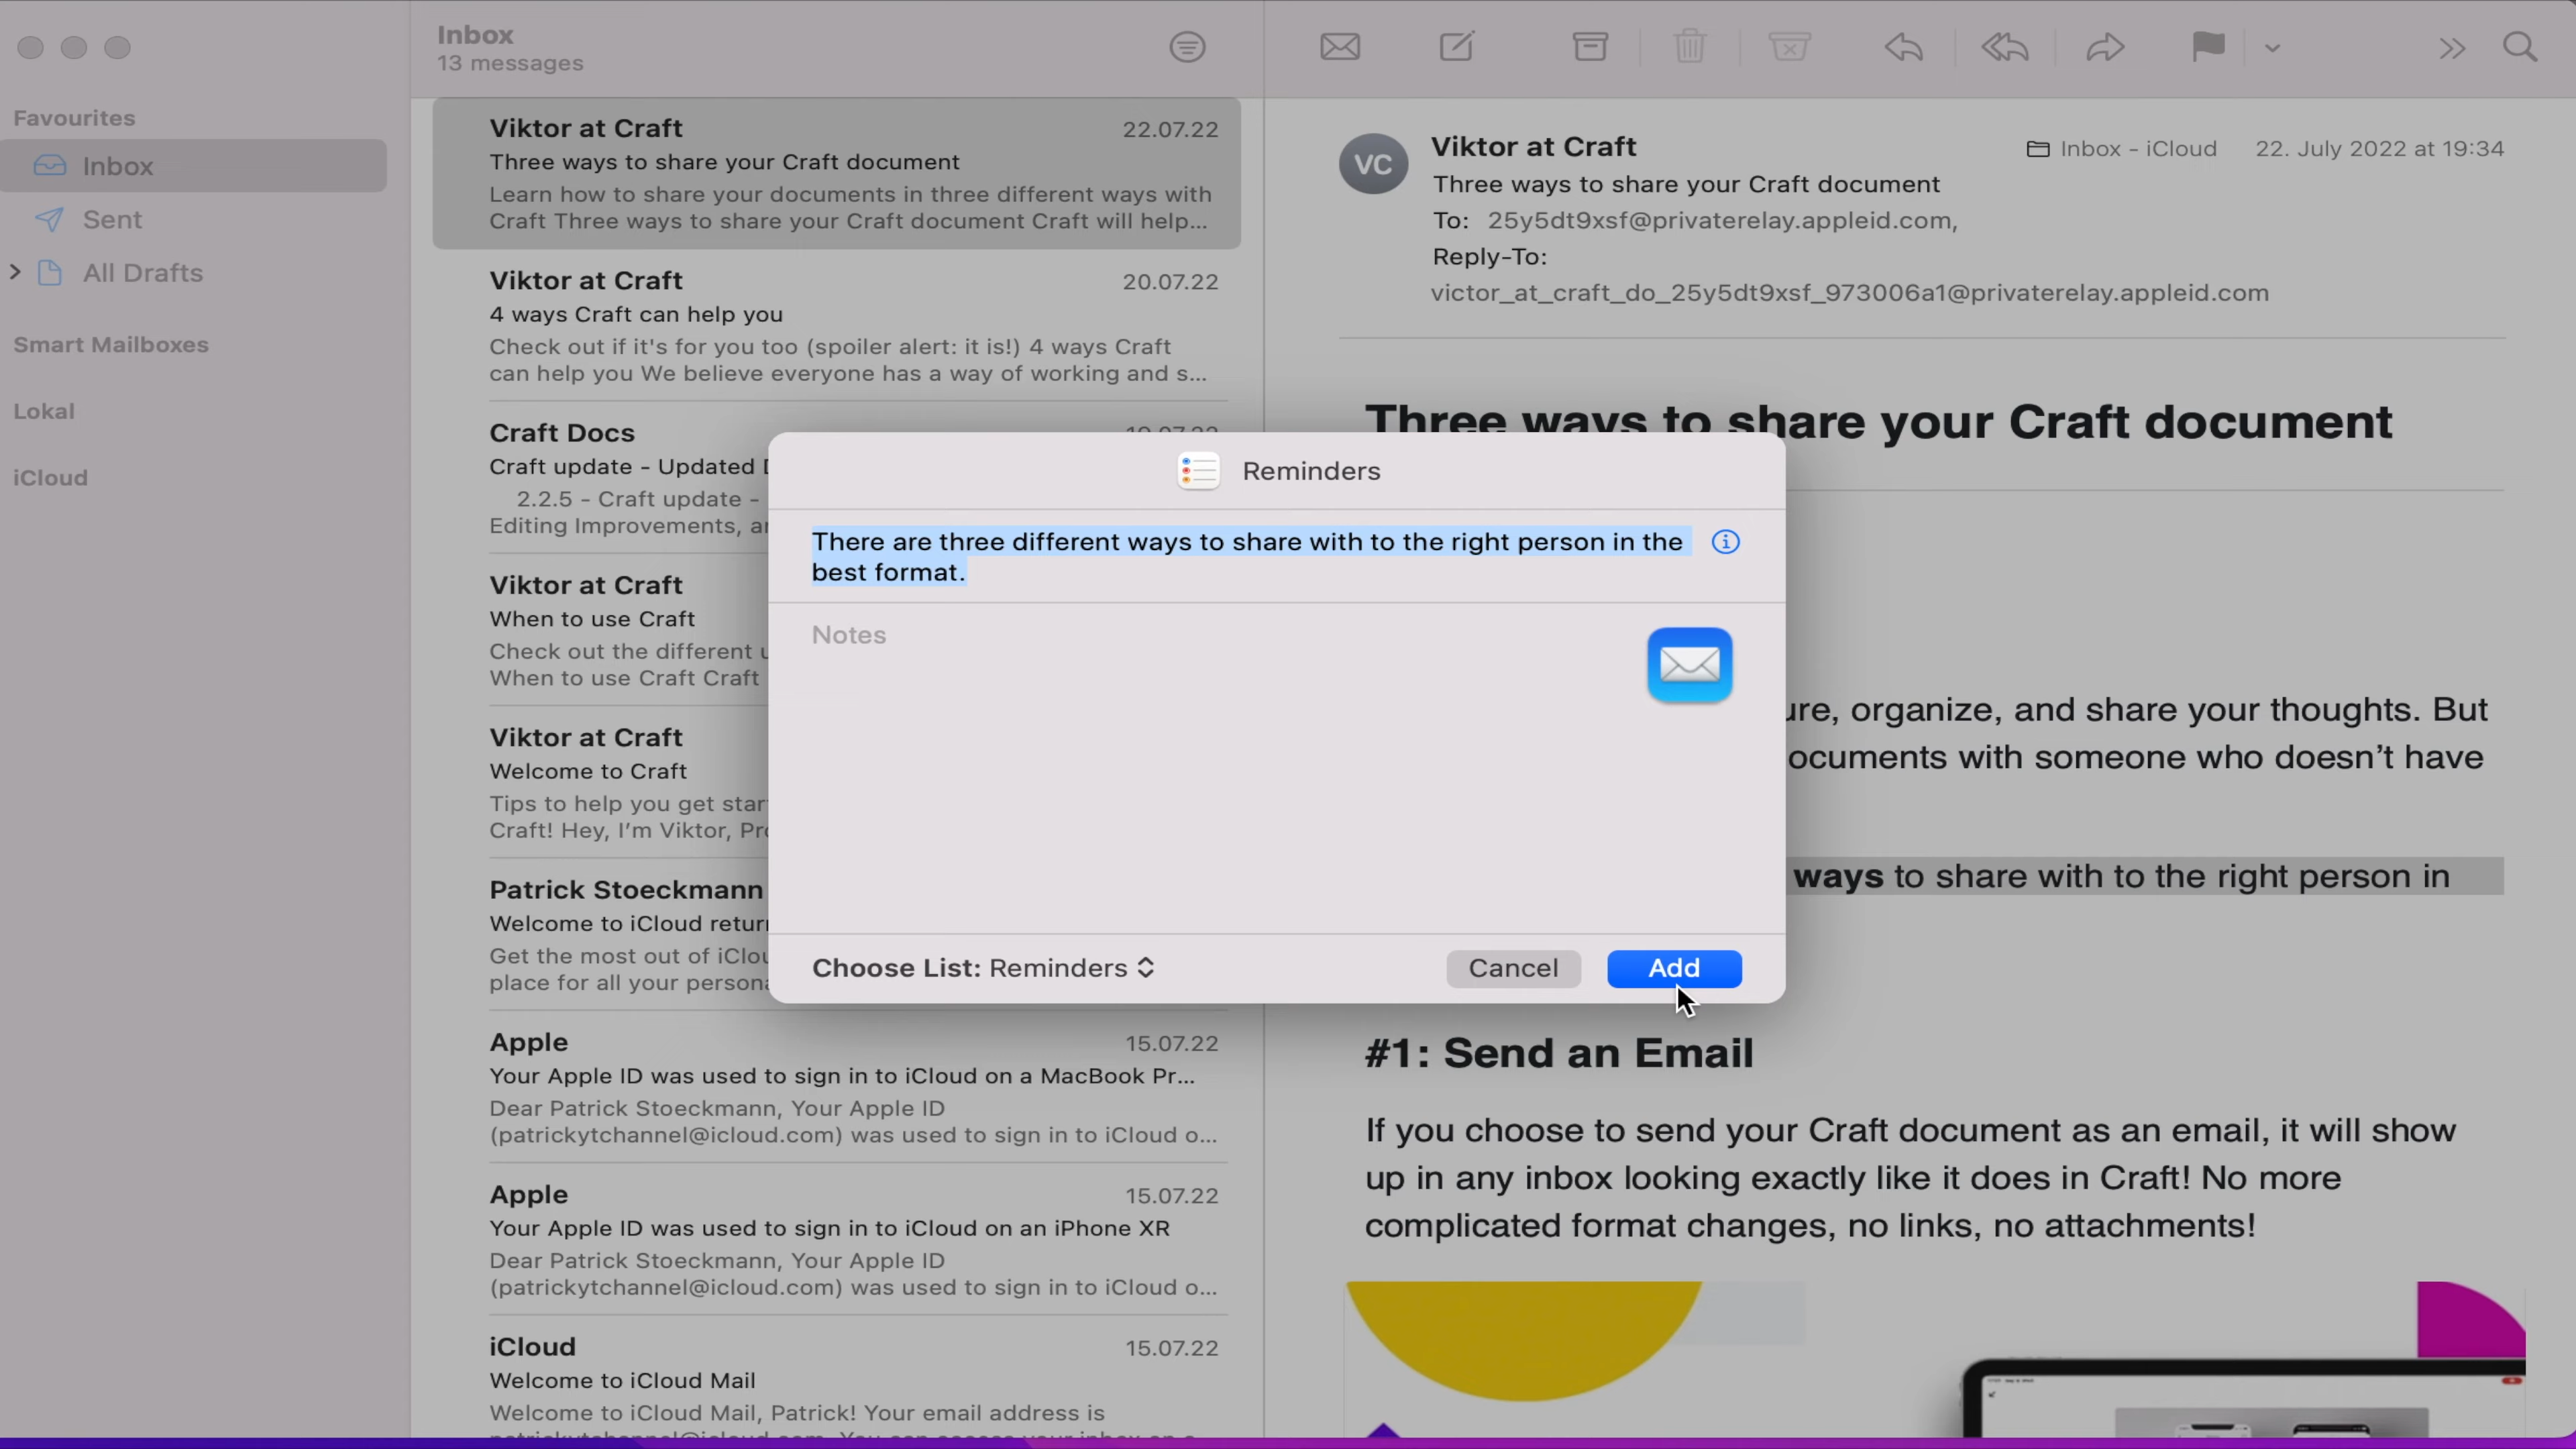 Inbox
13 messages
Favourites
Inbox
Sent
All Drafts
Smart Mailboxes
Lokal
iCloud
Viktor at Craft
22.07.22
Three ways to share your Craft document
Learn how to share your documents in three different ways with
Craft Three ways to share your Craft document Craft will help...
Viktor at Craft
20.07.22
4 ways Craft can help you
Check out if it's for you too (spoiler alert: it is!) 4 ways Craft
can help you We believe everyone has a way of working and s...
Craft Docs
Craft update - Updated
2.2.5 - Craft update -
Editing Improvements,
Viktor at Craft
When to use Craft
Check out the different
When to use Craft Craft
Viktor at Craft
Welcome to Craft
Tips to help you get
Craft! Hey, I'm Viktor,
Patrick Stoeckmann
Welcome to iCloud
Get the most out of
place for all your
Apple
15.07.22
Your Apple ID was used to sign in to iCloud on a MacBook Pr...
Dear Patrick Stoeckmann, Your Apple ID
(patrickytchannel@icloud.com) was used to sign in to iCloud o...
Apple
15.07.22
Your Apple ID was used to sign in to iCloud on an iPhone XR
Dear Patrick Stoeckmann, Your Apple ID
(patrickytchannel@icloud.com) was used to sign in to iCloud o...
iCloud
15.07.22
Welcome to iCloud Mail
Welcome to iCloud Mail, Patrick! Your email address is
VC
Viktor at Craft
Inbox - iCloud
22. July 2022 at 19:34
Three ways to share your Craft document
To: 25y5dt9xsf@privaterelay.appleid.com,
Reply-To:
victor_at_craft_do_25y5dt9xsf_973006a1@privaterelay.appleid.com
Three ways to share your Craft document
organize, and share your thoughts. But
with someone who doesn't have
ways to share with to the right person in
#1: Send an Email
If you choose to send your Craft document as an email, it will show
up in any inbox looking exactly like it does in Craft! No more
complicated format changes, no links, no attachments!
Reminders
There are three different ways to share with to the right person in the
best format.
Notes
Choose List: Reminders
Cancel
Add